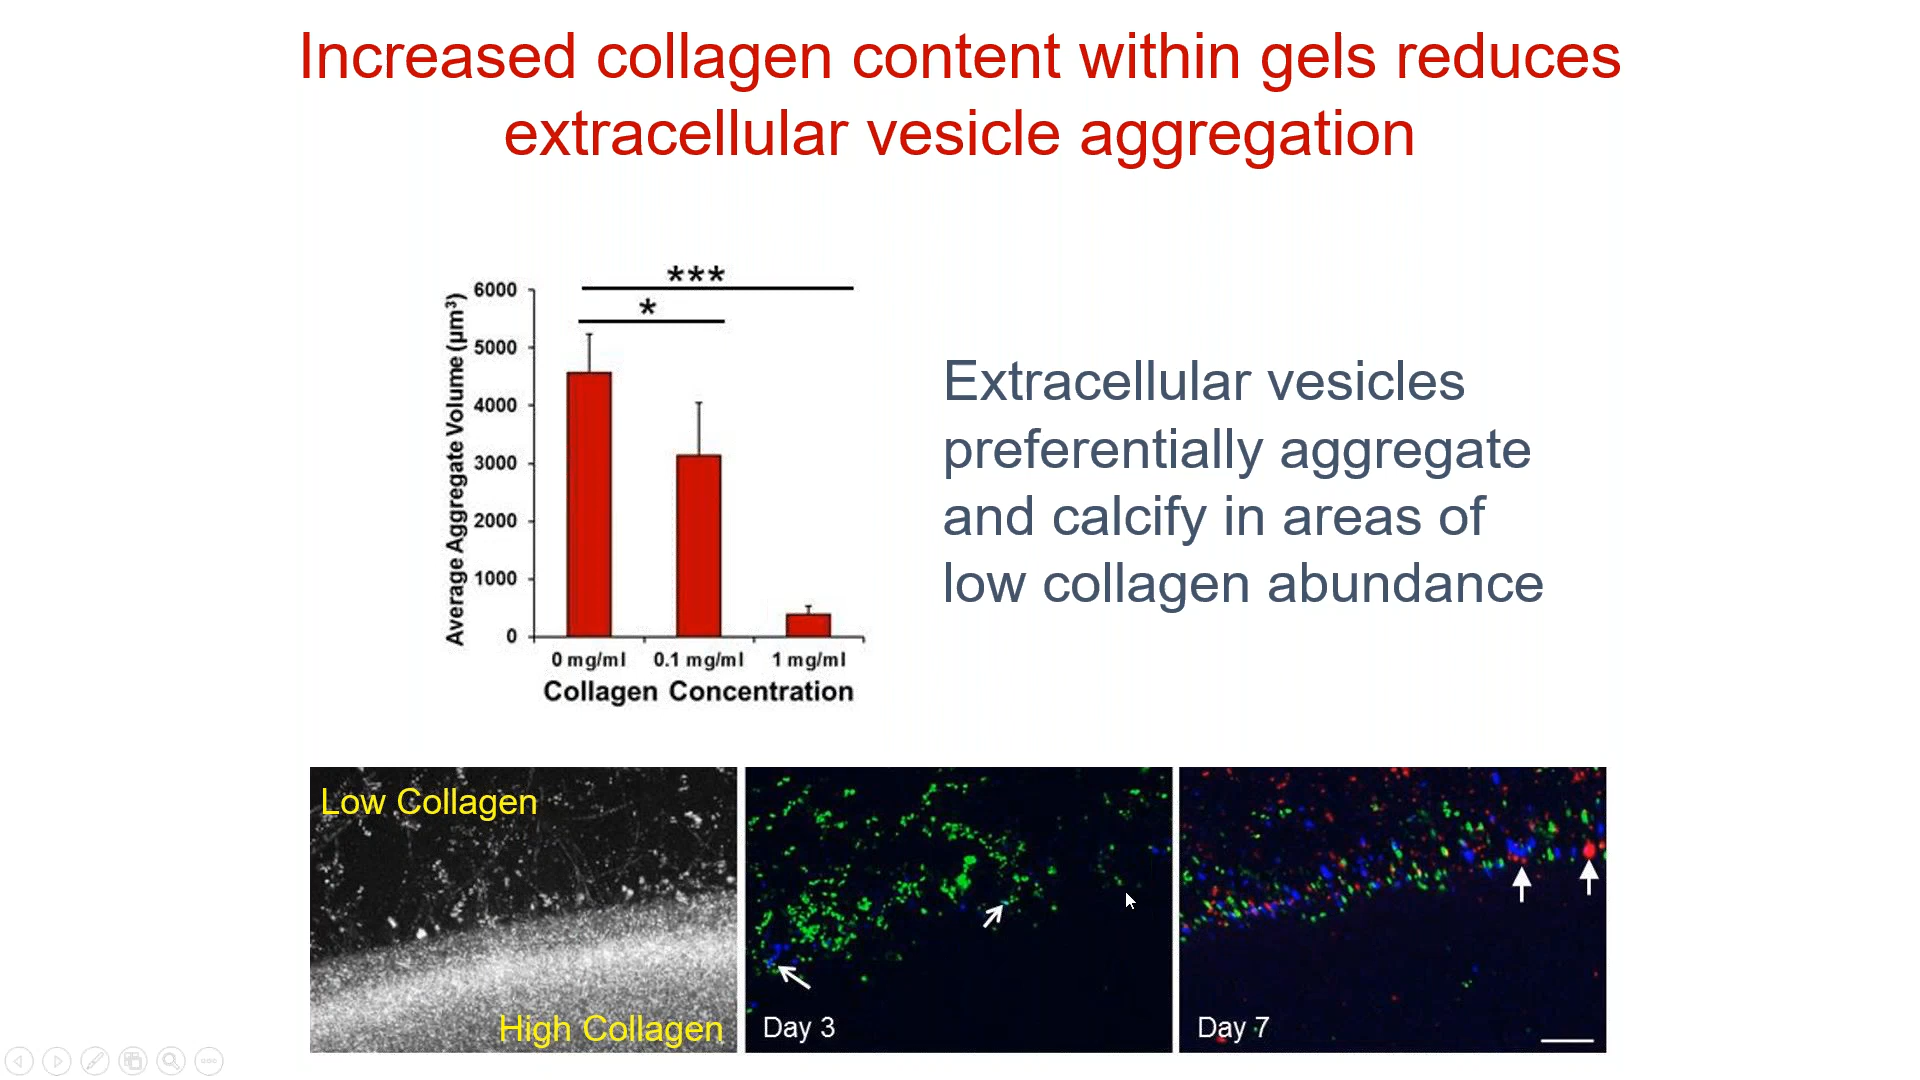 Increased collagen content within gels reduces
extracellular vesicle aggregation
***
*
Average Aggregate Volume (μm³)
6000
5000
4000
3000
2000
1000
0
0 mg/ml 0.1 mg/ml 1 mg/ml
Collagen Concentration
Extracellular vesicles
preferentially aggregate
and calcify in areas of
low collagen abundance
Low Collagen
High Collagen
Day 3
Day 7